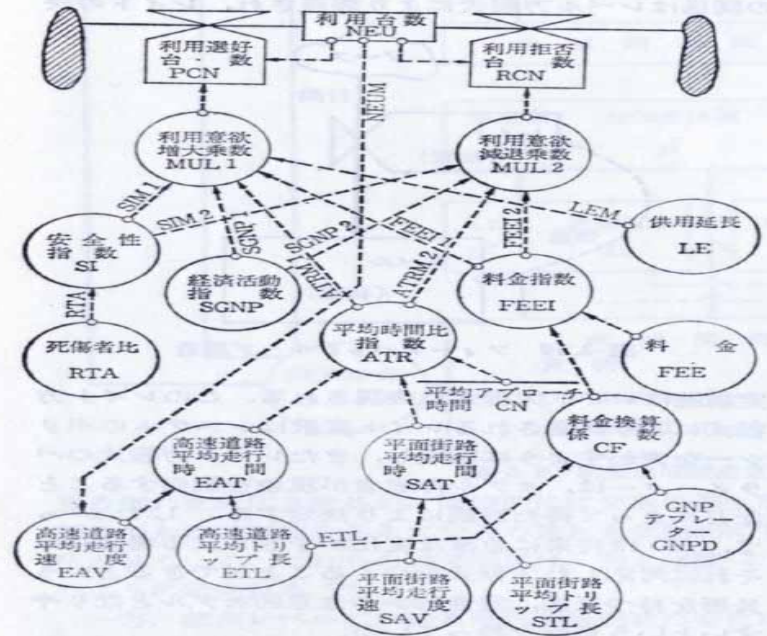 利用台数
NEU
利用選好
台・数
PCN
利用拒否
台数
RCN
NEUM
利用意欲
増大乗数
MUL 1
利用意欲
減退乗数
MUL 2
SIM 1
SIM 2
SGNP
SGNP 2
ATRM 1
ATRM 2
FEEI 1
FEEI 2
LEM
安全性
指数
SI
経済活動
指数
SGNP
料金指数
FEEI
供用延長
LE
RTA
死傷者比
RTA
平均時間比
指数
ATR
料金
FEE
平均アプローチ
時間 CN
料金換算
係数
CF
高速道路
平均走行
時間
EAT
平面街路
平均走行
時間
SAT
GNP
デフレー
ター
GNPD
高速道路
平均走行
速度
EAV
高速道路
平均トリ
ップ長
ETL
ETL
平面街路
平均走行
速度
SAV
平面街路
平均トリ
ップ長
STL